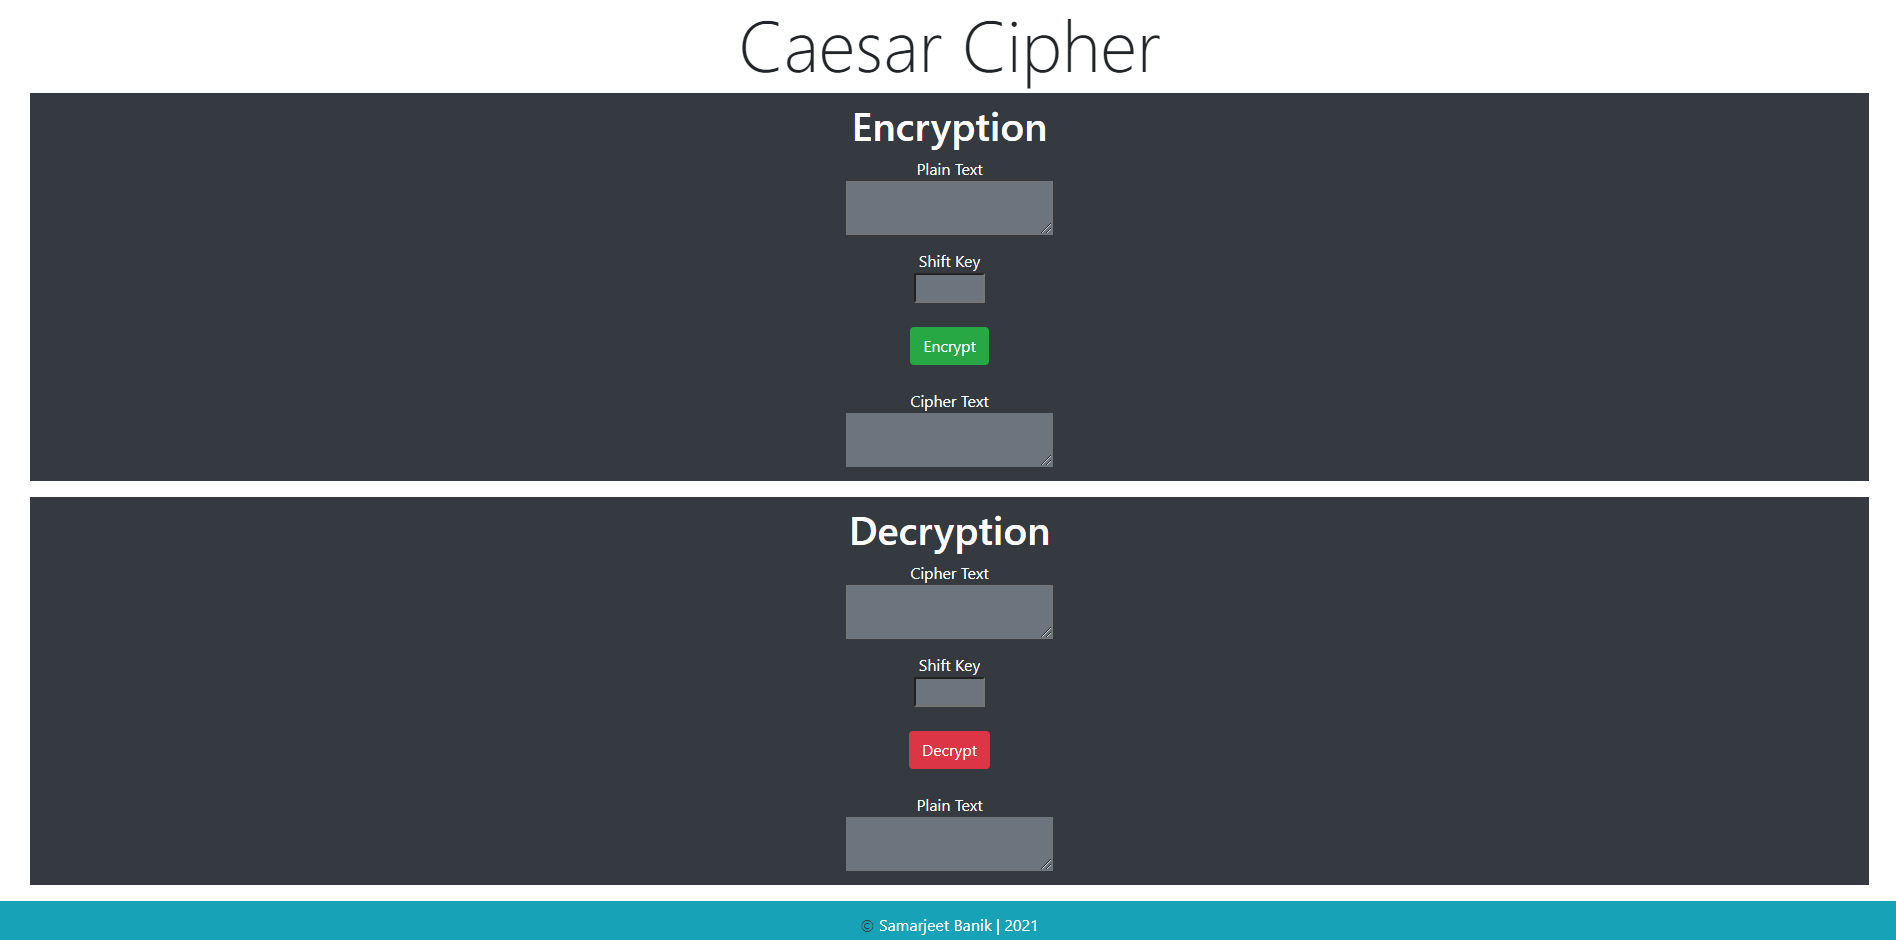 Caesar Cipher
Encryption
Plain Text
Shift Key
Encrypt
Cipher Text
Decryption
Cipher Text
Shift Key
Decrypt
Plain Text
© Samarjeet Banik | 2021